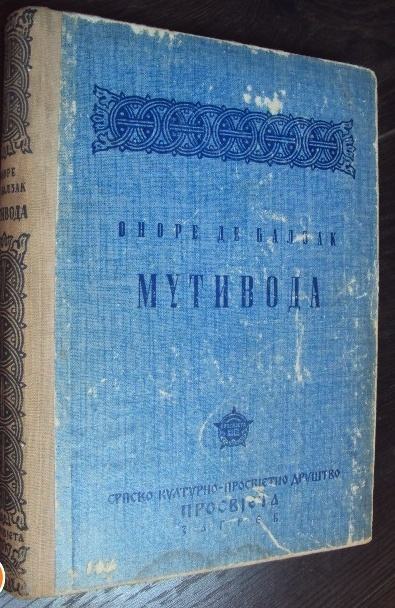 ОНОРЕ ДЕ БАЛЗАК
МУТИВОДА
СРПСКО КУЛТУРНО-ПРОСВЈЕТНО ДРУШТВО
ПРОСВЈЕТА
ЗАГРЕБ